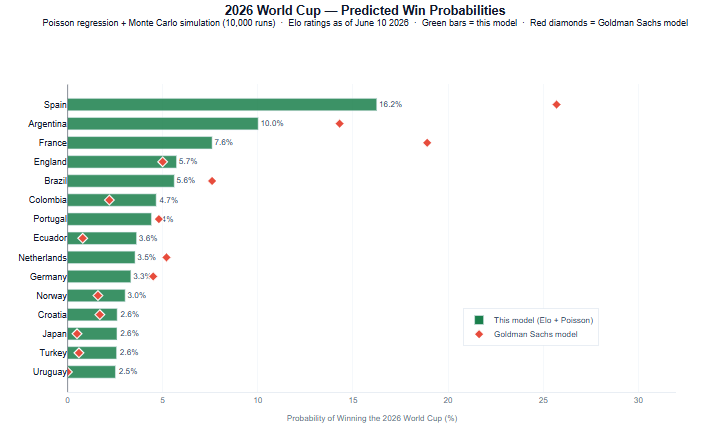 2026 World Cup — Predicted Win Probabilities
Poisson regression + Monte Carlo simulation (10,000 runs) · Elo ratings as of June 10 2026 · Green bars = this model · Red diamonds = Goldman Sachs model
Spain 16.2%
Argentina 10.0%
France 7.6%
England 5.7%
Brazil 5.6%
Colombia 4.7%
Portugal
Ecuador 3.6%
Netherlands 3.5%
Germany 3.3%
Norway 3.0%
Croatia 2.6%
Japan 2.6%
Turkey 2.6%
Uruguay 2.5%
This model (Elo + Poisson)
Goldman Sachs model
0 5 10 15 20 25 30
Probability of Winning the 2026 World Cup (%)